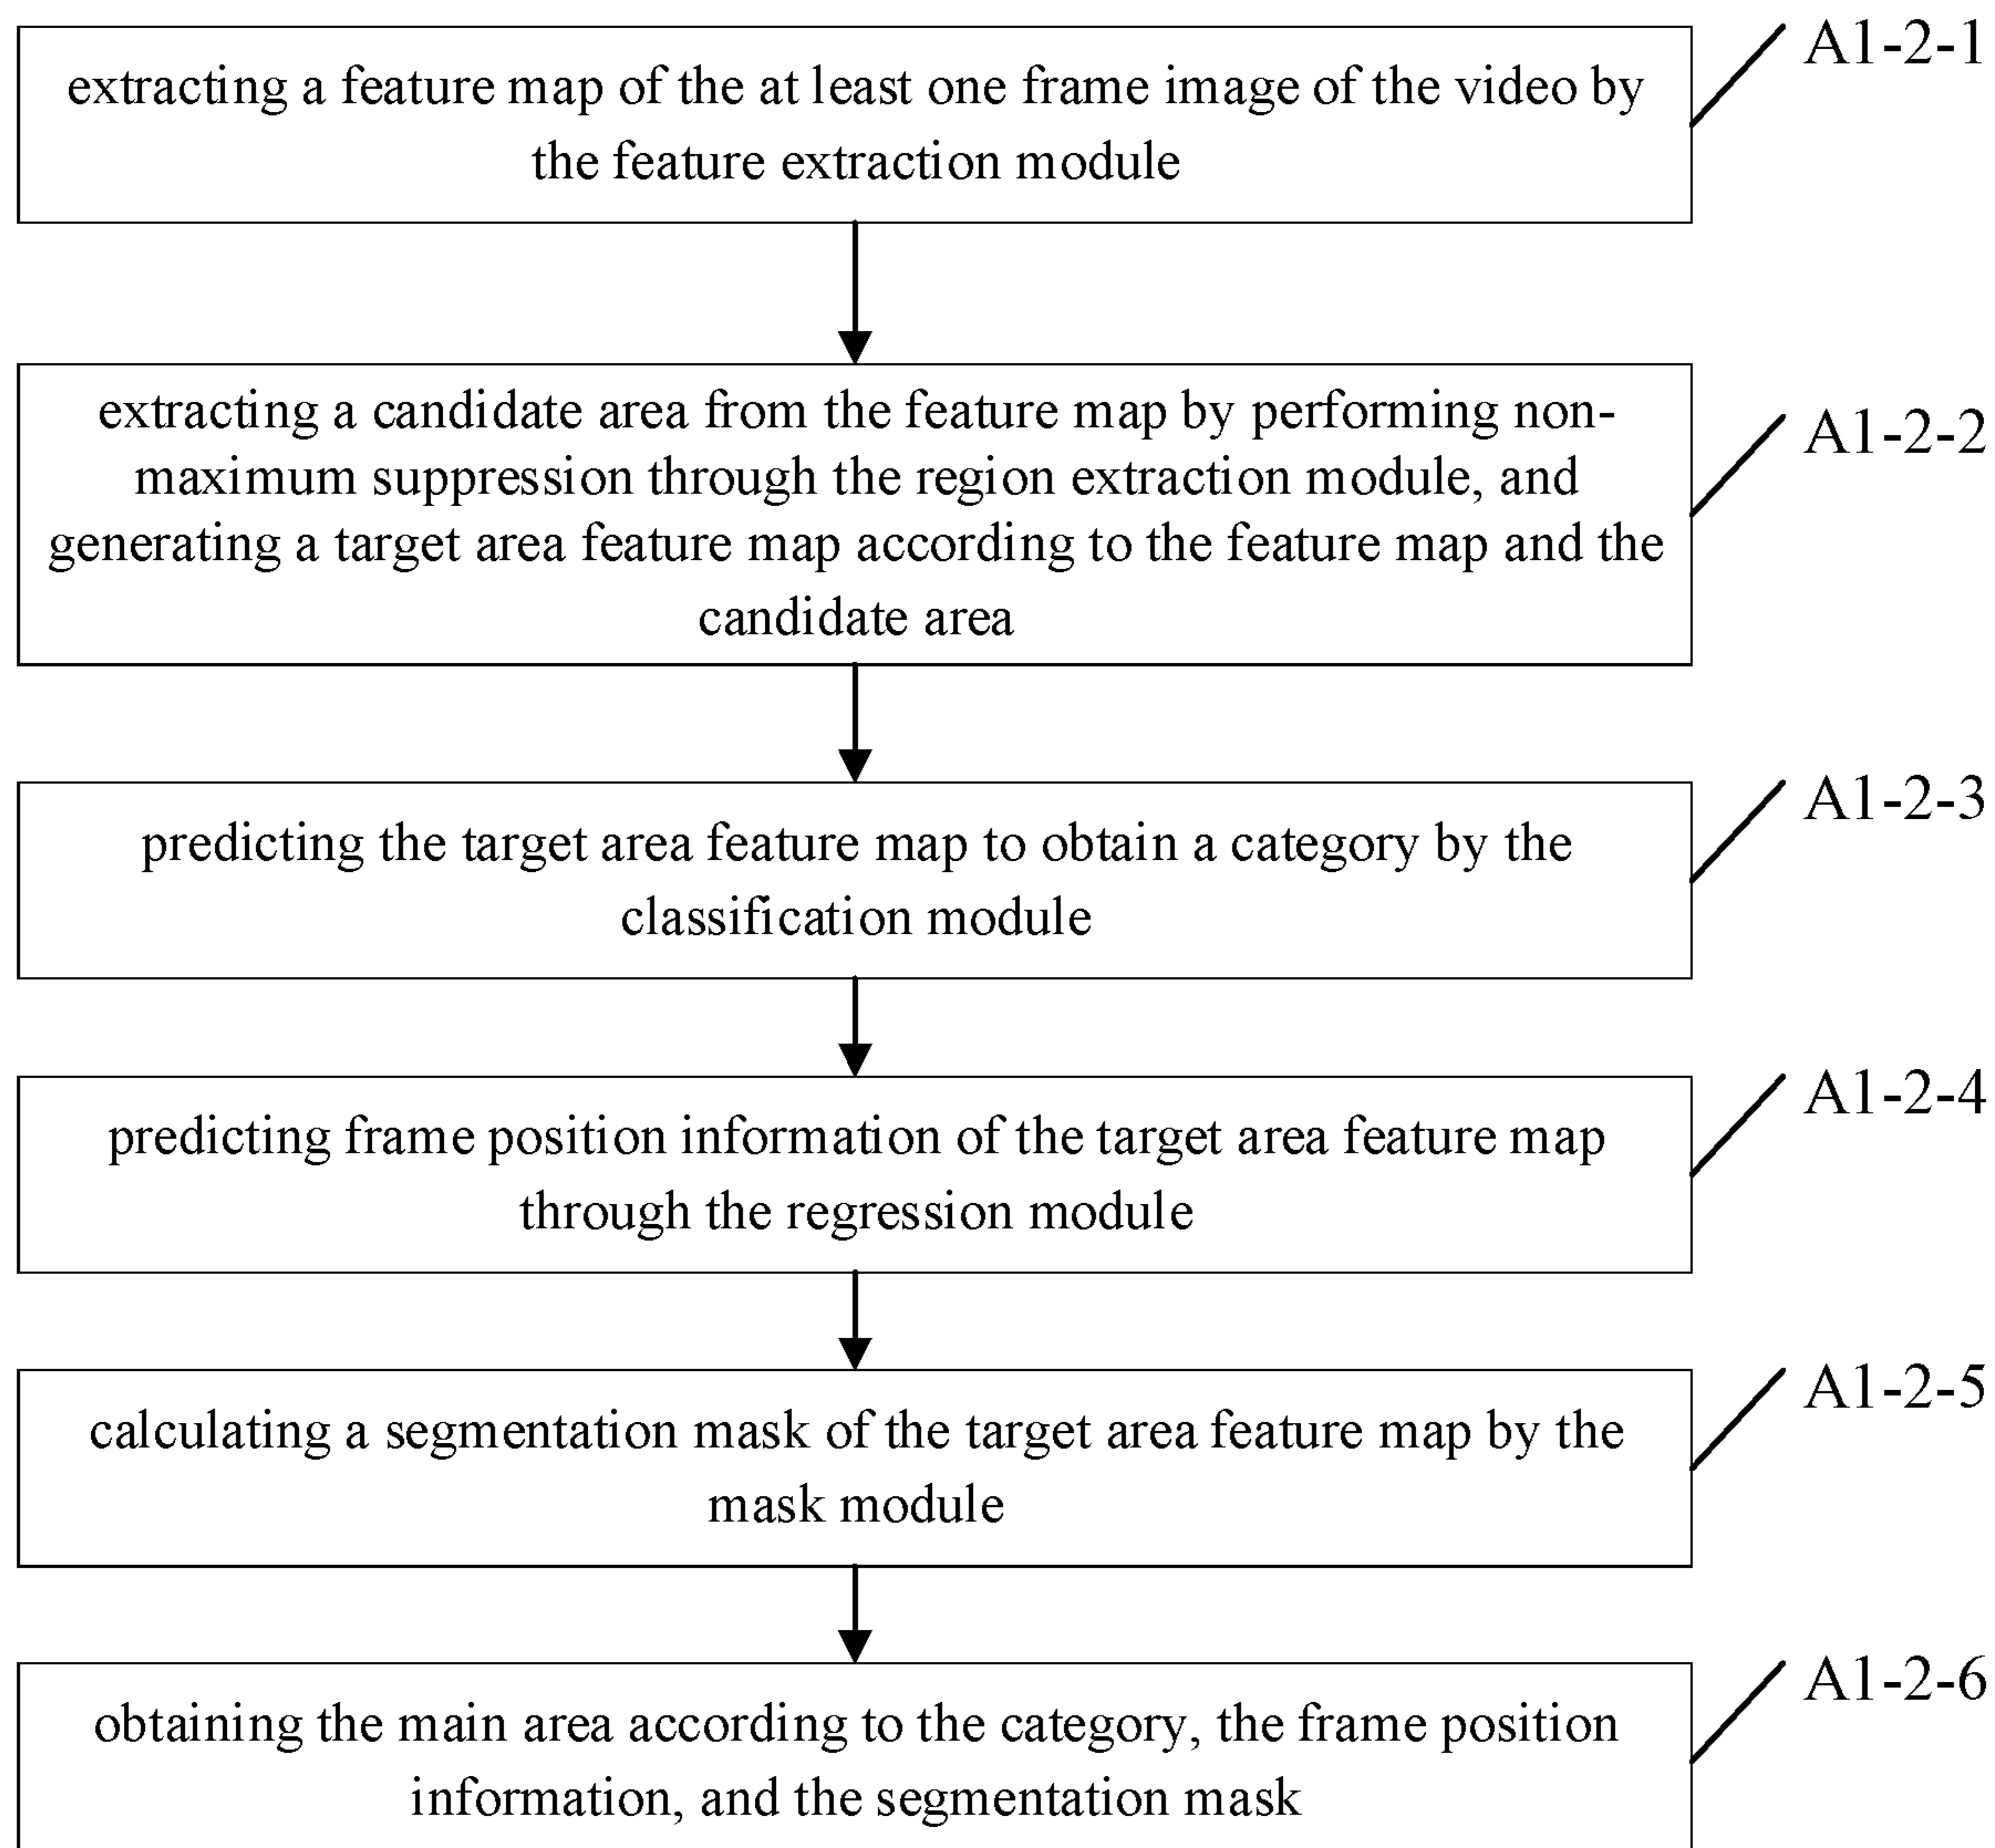 A1-2-1
extracting a feature map of the at least one frame image of the video by
the feature extraction module
A1-2-2
extracting a candidate area from the feature map by performing non-
maximum suppression through the region extraction module, and
generating a target area feature map according to the feature map and the
candidate area
A1-2-3
predicting the target area feature map to obtain a category by the
classification module
A1-2-4
predicting frame position information of the target area feature map
through the regression module
A1-2-5
calculating a segmentation mask of the target area feature map by the
mask module
A1-2-6
obtaining the main area according to the category, the frame position
information, and the segmentation mask